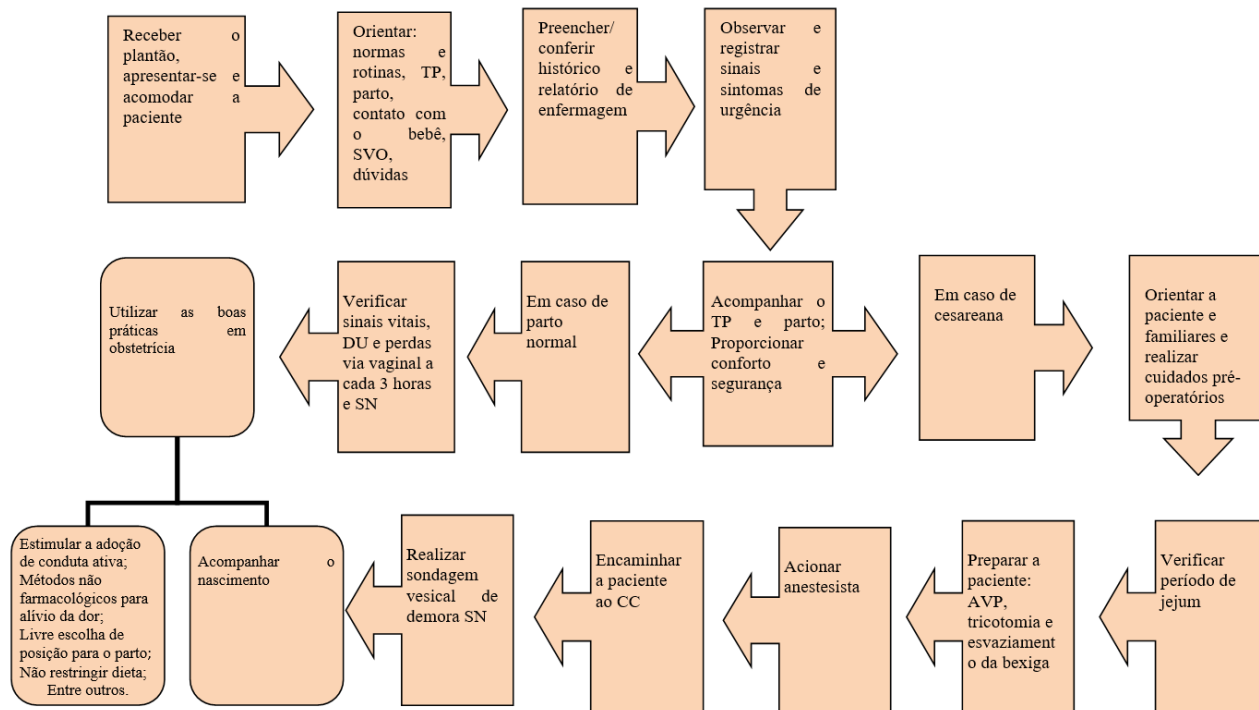 Receber o
plantão,
apresentar-se e
acomodar a
paciente
Orientar:
normas e
rotinas, TP,
parto,
contato com
o bebê,
SVO,
dúvidas
Preencher/
conferir
histórico e
relatório de
enfermagem
Observar e
registrar
sinais e
sintomas de
urgência
Utilizar as boas
práticas em
obstetrícia
Verificar
sinais vitais,
DU e perdas
via vaginal a
cada 3 horas
e SN
Em caso de
parto
normal
Acompanhar o
TP e parto;
Proporcionar
conforto e
segurança
Em caso de
cesareana
Orientar a
paciente e
familiares e
realizar
cuidados pré-
operatórios
Estimular a adoção
de conduta ativa;
Métodos não
farmacológicos para
alívio da dor;
Livre escolha de
posição para o parto;
Não restringir dieta;
Entre outros.
Acompanhar o
nascimento
Realizar
sondagem
vesical de
demora SN
Encaminhar
a paciente
ao CC
Acionar
anestesista
Preparar a
paciente:
AVP,
tricotomia e
esvaziament
o da bexiga
Verificar
período de
jejum